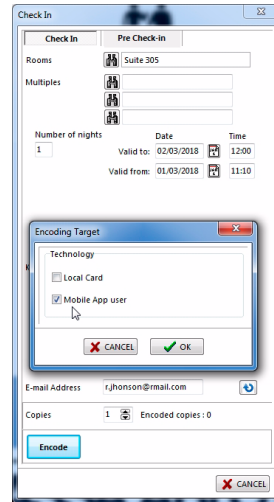 Check In
Check In Pre Check-in
Rooms Suite 305
Multiples
Number of nights Date Time
1 Valid to: 02/03/2018 12:00
Valid from: 01/03/2018 11:10
Encoding Target
Technology
Local Card
Mobile App user
CANCEL OK
E-mail Address r.jhonson@rmail.com
Copies 1 Encoded copies : 0
Encode
CANCEL